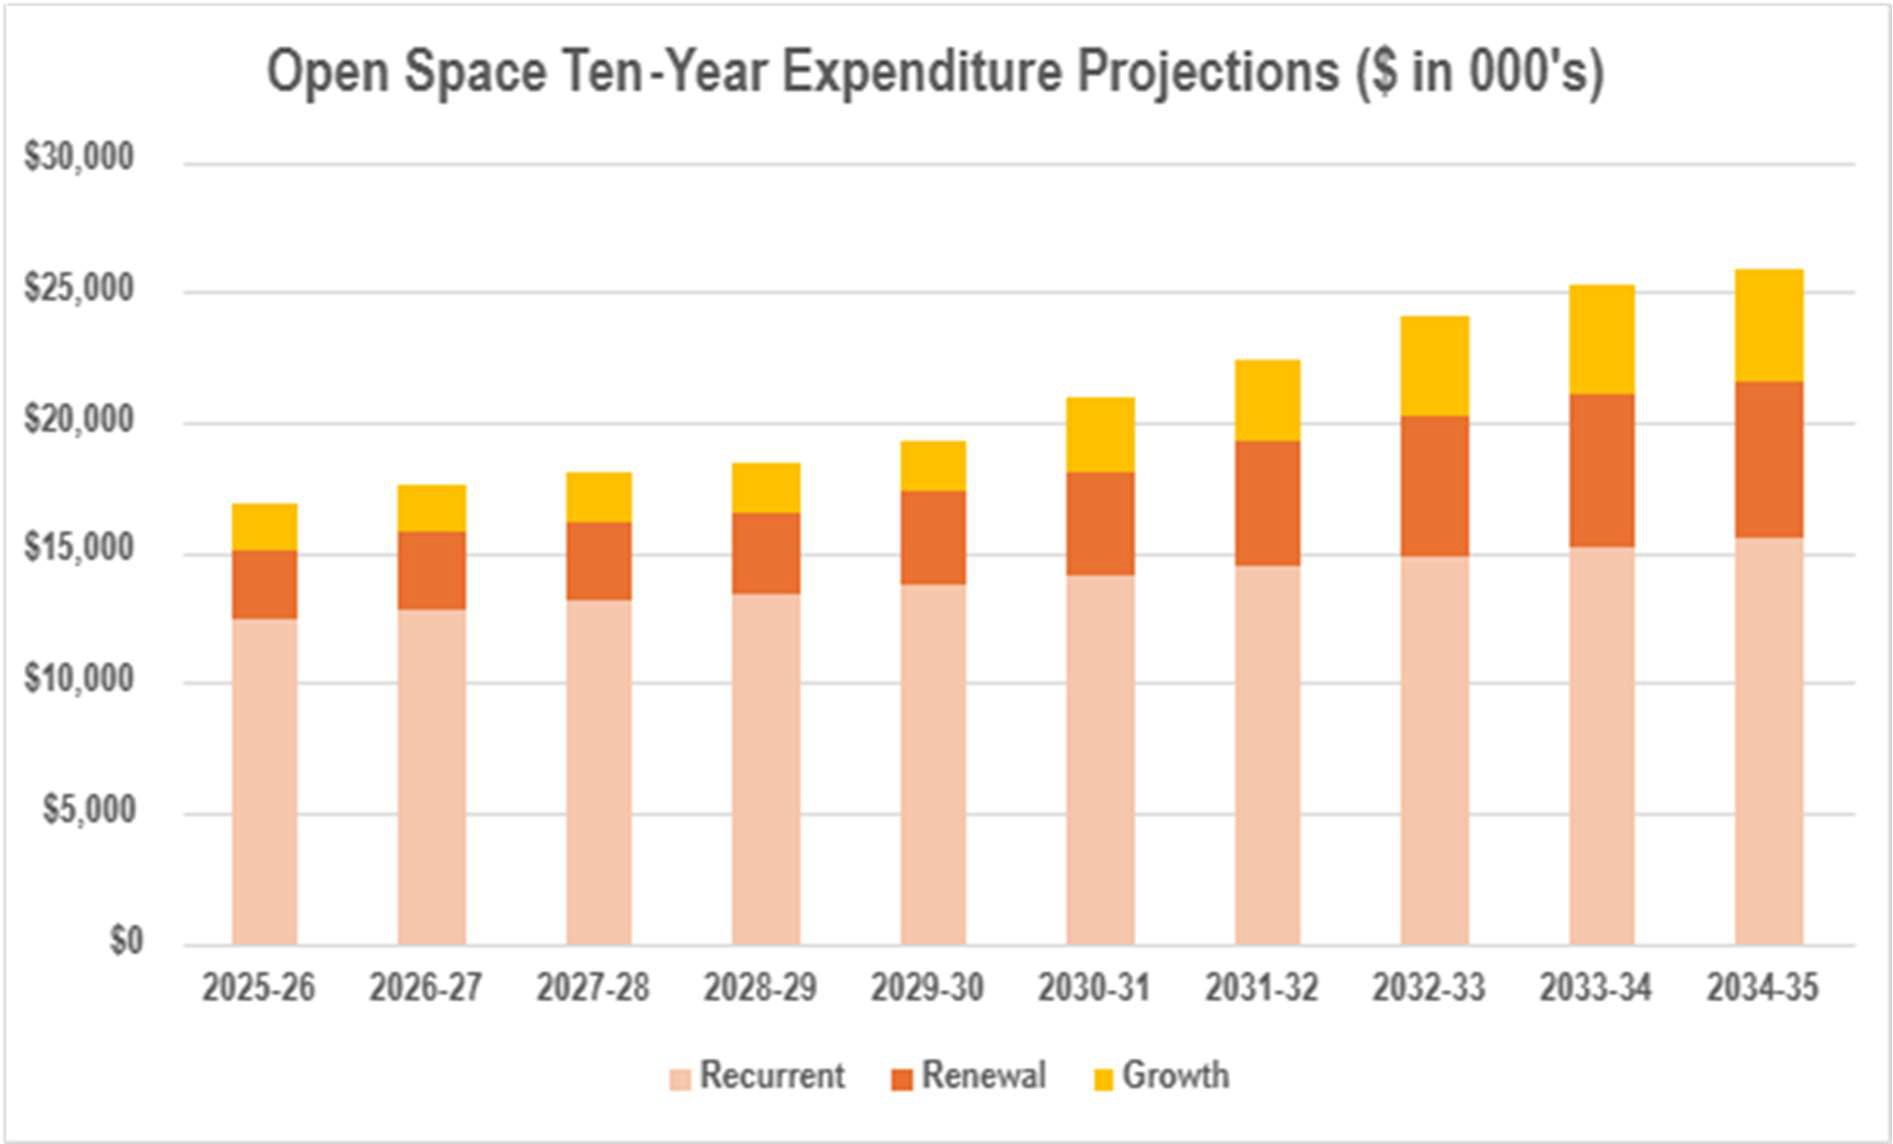 Open Space Ten-Year Expenditure Projections ($ in 000's)
$30,000
$25,000
$20,000
$15,000
$10,000
$5,000
$0
2025-26 2026-27 2027-28 2028-29 2029-30 2030-31 2031-32 2032-33 2033-34 2034-35
Recurrent Renewal Growth